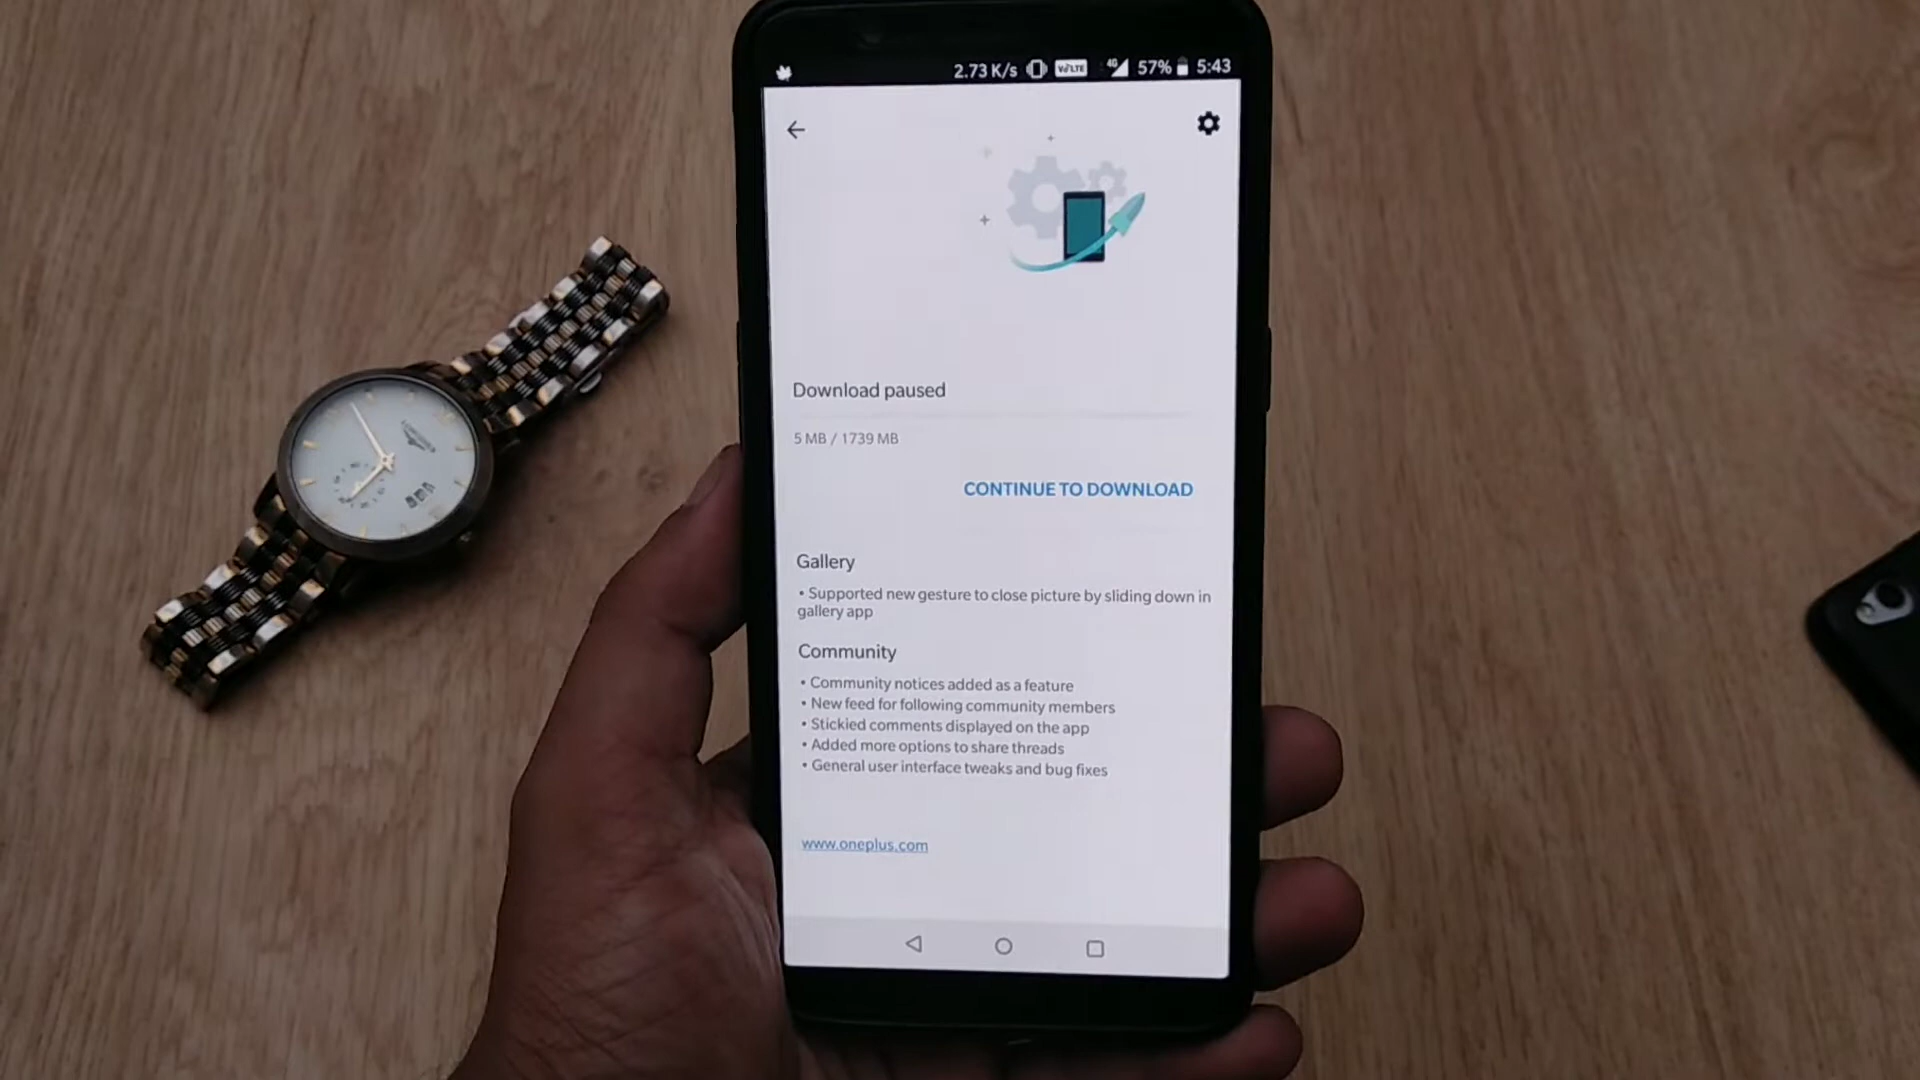 2.73 K/s VoLTE 4G 57% 5:43
Download paused
5 MB / 1739 MB
CONTINUE TO DOWNLOAD
Gallery
• Supported new gesture to close picture by sliding down in
gallery app
Community
• Community notices added as a feature
• New feed for following community members
• Stickied comments displayed on the app
• Added more options to share threads
• General user interface tweaks and bug fixes
www.oneplus.com